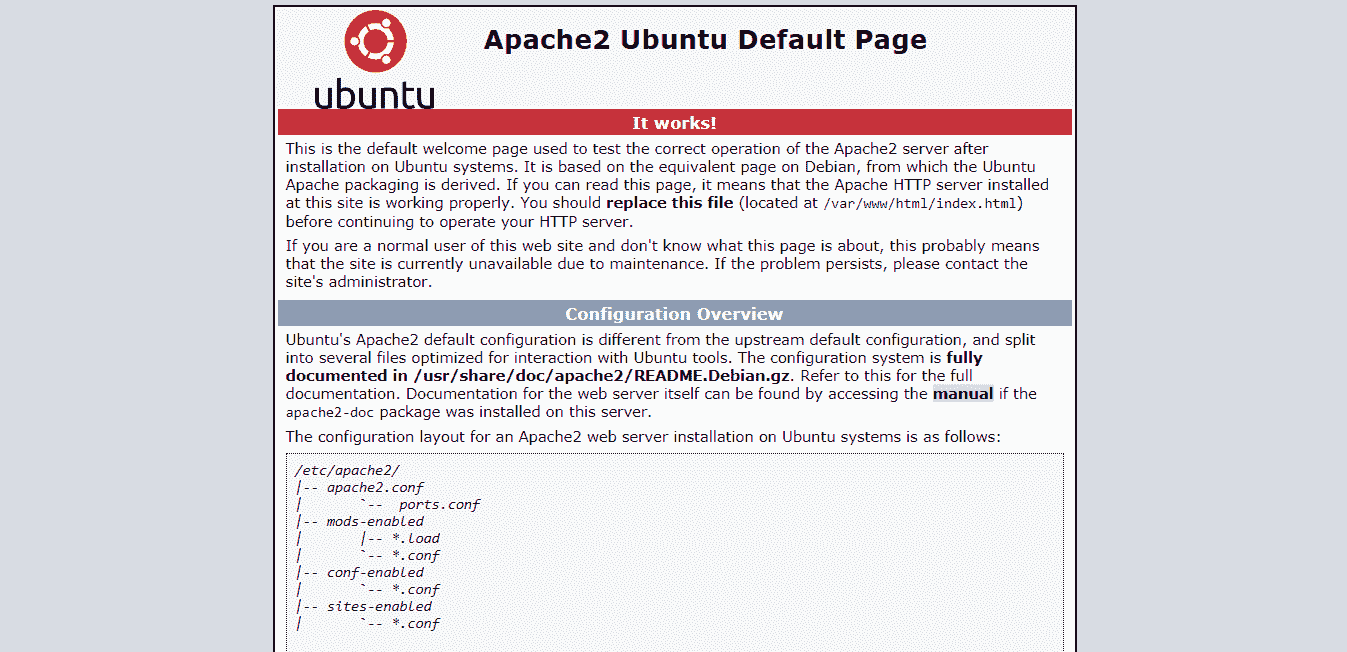 Apache2 Ubuntu Default Page
ubuntu
It works!
This is the default welcome page used to test the correct operation of the Apache2 server after
installation on Ubuntu systems. It is based on the equivalent page on Debian, from which the Ubuntu
Apache packaging is derived. If you can read this page, it means that the Apache HTTP server installed
at this site is working properly. You should replace this file (located at /var/www/html/index.html)
before continuing to operate your HTTP server.
If you are a normal user of this web site and don't know what this page is about, this probably means
that the site is currently unavailable due to maintenance. If the problem persists, please contact the
site's administrator.
Configuration Overview
Ubuntu's Apache2 default configuration is different from the upstream default configuration, and split
into several files optimized for interaction with Ubuntu tools. The configuration system is fully
documented in /usr/share/doc/apache2/README.Debian.gz. Refer to this for the full
documentation. Documentation for the web server itself can be found by accessing the manual if the
apache2-doc package was installed on this server.
The configuration layout for an Apache2 web server installation on Ubuntu systems is as follows:
/etc/apache2/
|-- apache2.conf
|       `--  ports.conf
|-- mods-enabled
|       |-- *.load
|       `-- *.conf
|-- conf-enabled
|       `-- *.conf
|-- sites-enabled
|       `-- *.conf